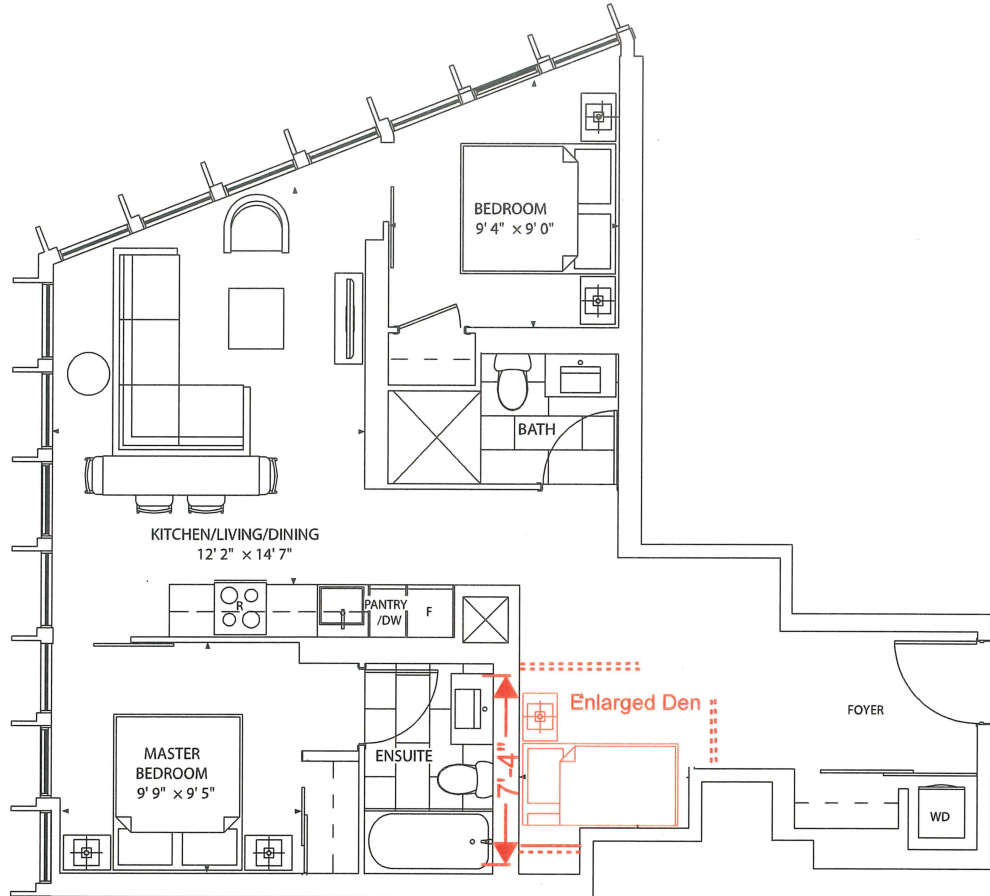 BEDROOM
9' 4" × 9' 0"
BATH
KITCHEN/LIVING/DINING
12' 2" × 14' 7"
R
PANTRY
/DW
F
Enlarged Den
7'-4"
FOYER
ENSUITE
MASTER
BEDROOM
9' 9" × 9' 5"
WD